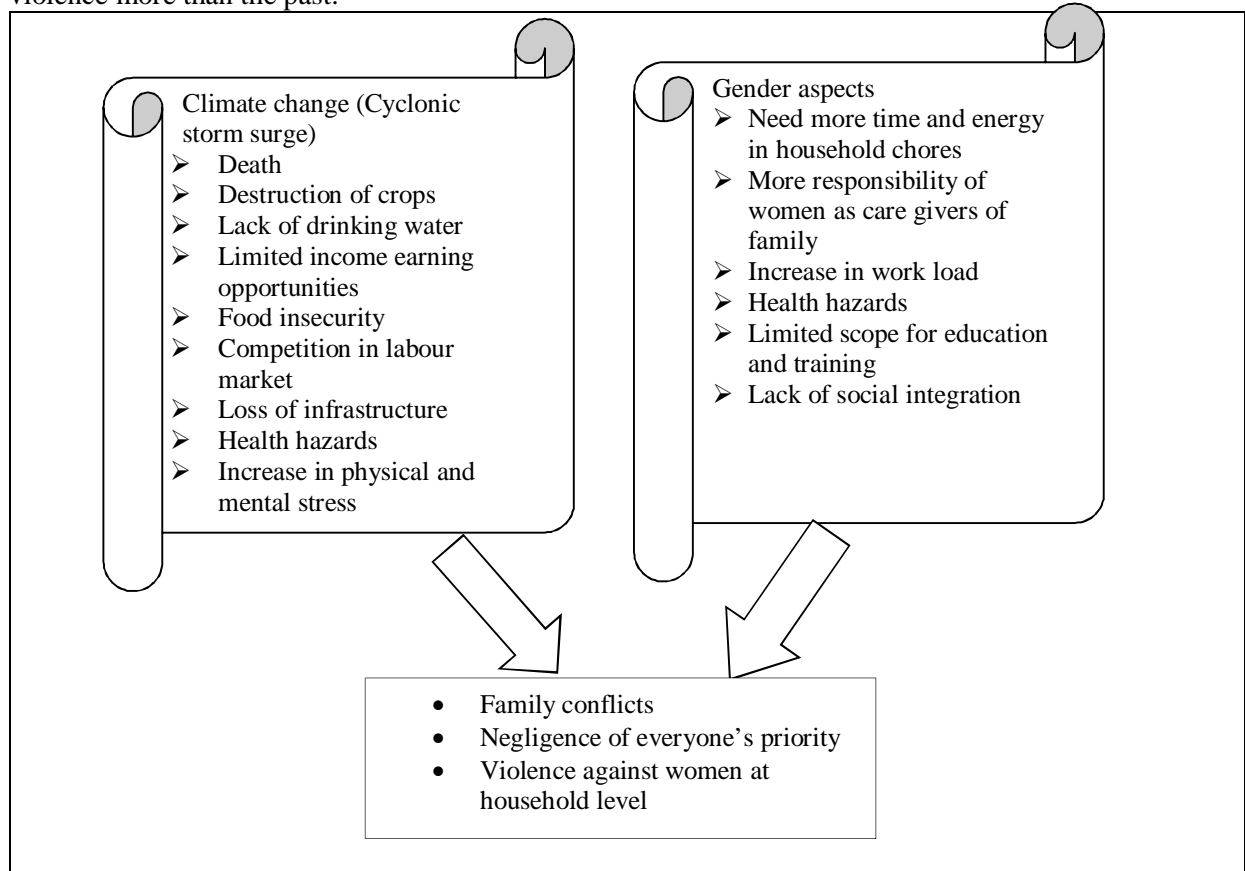 violence more than the past.
Climate change (Cyclonic
storm surge)
➢ Death
➢ Destruction of crops
➢ Lack of drinking water
➢ Limited income earning
opportunities
➢ Food insecurity
➢ Competition in labour
market
➢ Loss of infrastructure
➢ Health hazards
➢ Increase in physical and
mental stress
Gender aspects
➢ Need more time and energy
in household chores
➢ More responsibility of
women as care givers of
family
➢ Increase in work load
➢ Health hazards
➢ Limited scope for education
and training
➢ Lack of social integration
• Family conflicts
• Negligence of everyone’s priority
• Violence against women at
household level